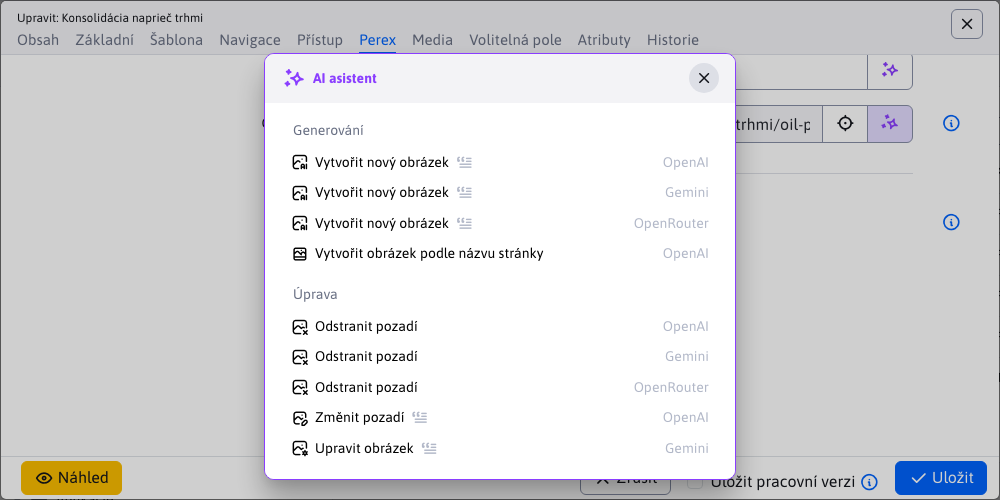 Upravit: Konsolidácia naprieč trhmi
Obsah Základní Šablona Navigace Přístup Perex Media Volitelná pole Atributy Historie
AI asistent
trhmi/oil-p
Generování
Vytvořit nový obrázek OpenAI
Vytvořit nový obrázek Gemini
Vytvořit nový obrázek OpenRouter
Vytvořit obrázek podle názvu stránky OpenAI
Úprava
Odstranit pozadí OpenAI
Odstranit pozadí Gemini
Odstranit pozadí OpenRouter
Změnit pozadí OpenAI
Upravit obrázek Gemini
Náhled
Uložit pracovní verzi
Uložit